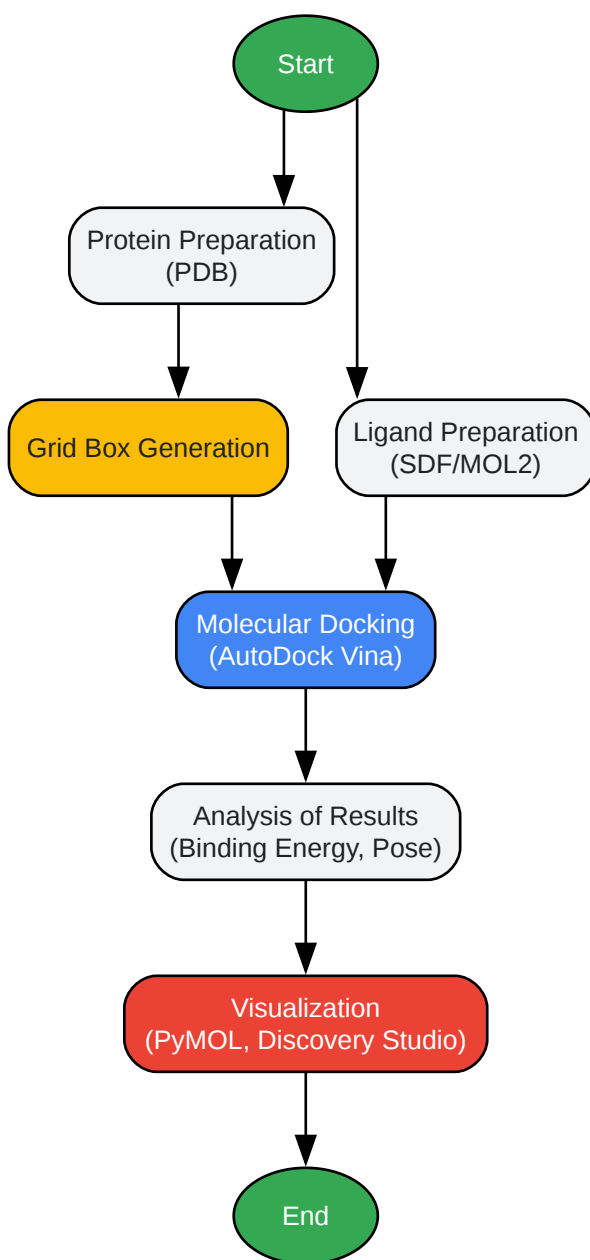 Start
Protein Preparation
(PDB)
Grid Box Generation
Ligand Preparation
(SDF/MOL2)
Molecular Docking
(AutoDock Vina)
Analysis of Results
(Binding Energy, Pose)
Visualization
(PyMOL, Discovery Studio)
End